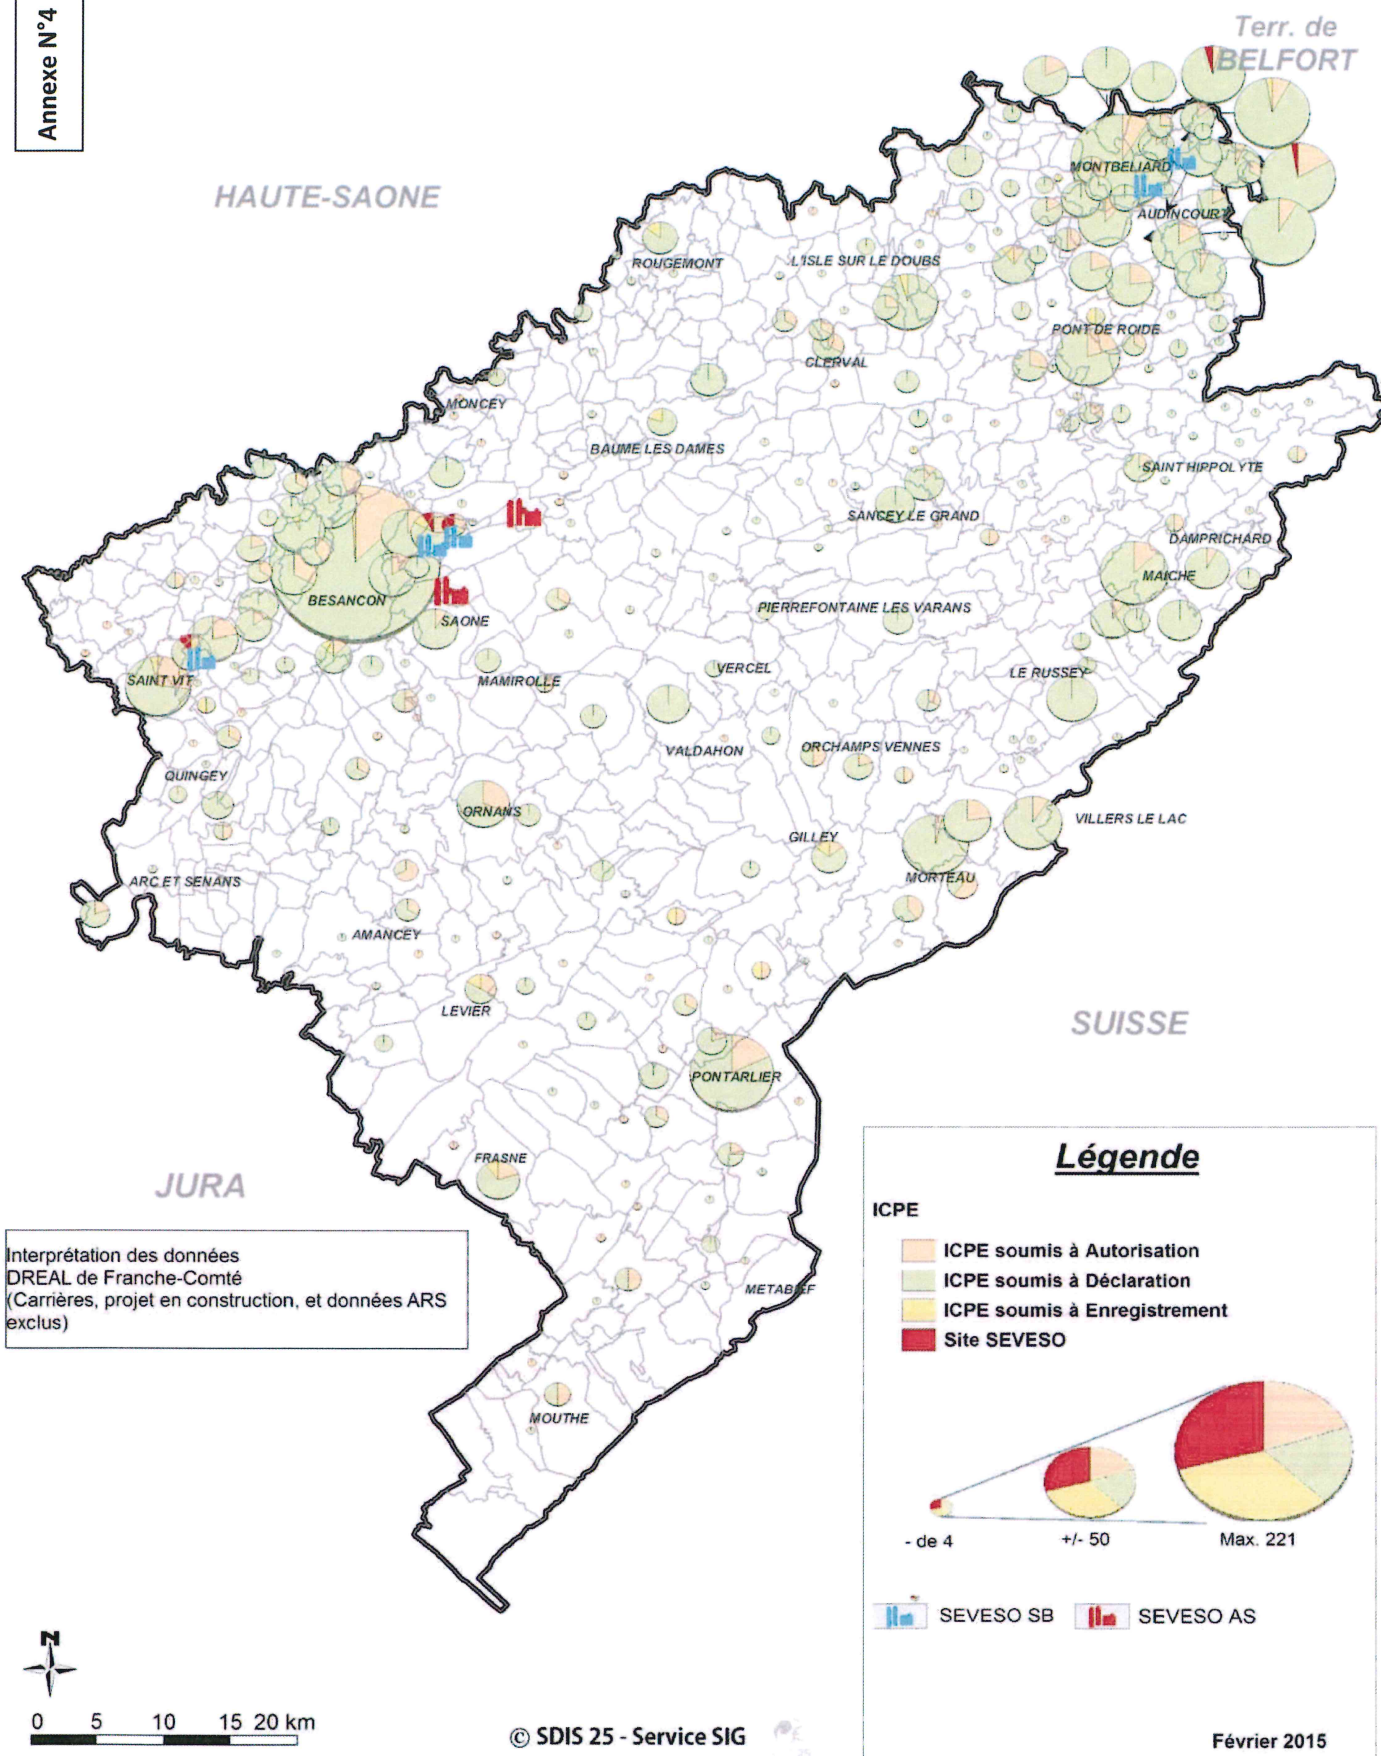 Annexe N°4
Terr. de
BELFORT
HAUTE-SAONE
MONTBELIARD
AUDINCOURT
ROUGEMONT
L'ISLE SUR LE DOUBS
PONT DE ROIDE
CLERVAL
MONCEY
BAUME LES DAMES
SAINT HIPPOLYTE
SANCEY LE GRAND
DAMPRICHARD
MAICHE
BESANCON
PIERREFONTAINE LES VARANS
SAONE
VERCEL
LE RUSSEY
SAINT VIT
MAMIROLLE
VALDAHON
ORCHAMPS VENNES
QUINGEY
ORNANS
VILLERS LE LAC
GILLEY
MORTEAU
ARC ET SENANS
AMANCEY
LEVIER
SUISSE
PONTARLIER
FRASNE
JURA
METABIEF
MOUTHE
Interprétation des données
DREAL de Franche-Comté
(Carrières, projet en construction, et données ARS
exclus)
Légende
ICPE
ICPE soumis à Autorisation
ICPE soumis à Déclaration
ICPE soumis à Enregistrement
Site SEVESO
- de 4
+/- 50
Max. 221
SEVESO SB
SEVESO AS
N
0 5 10 15 20 km
© SDIS 25 - Service SIG
Février 2015